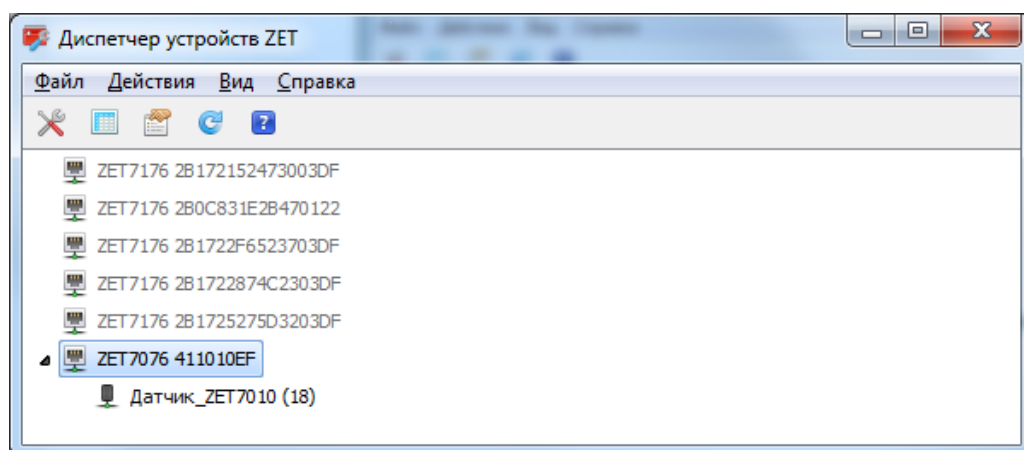 Диспетчер устройств ZET
Файл Действия Вид Справка
ZET7176 2B172152473003DF
ZET7176 2B0C831E2B470122
ZET7176 2B1722F6523703DF
ZET7176 2B1722874C2303DF
ZET7176 2B1725275D3203DF
ZET7076 411010EF
Датчик_ZET7010 (18)